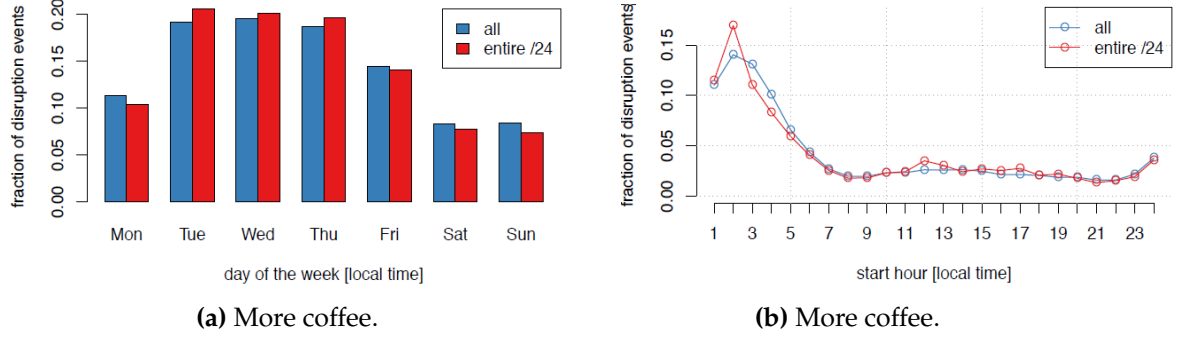 fraction of disruption events
0.00 0.05 0.10 0.15 0.20
all
entire /24
Mon Tue Wed Thu Fri Sat Sun
day of the week [local time]
(a) More coffee.
fraction of disruption events)
0.00 0.05 0.10 0.15
all
entire /24
1 3 5 7 9 11 13 15 17 19 21 23
start hour [local time]
(b) More coffee.